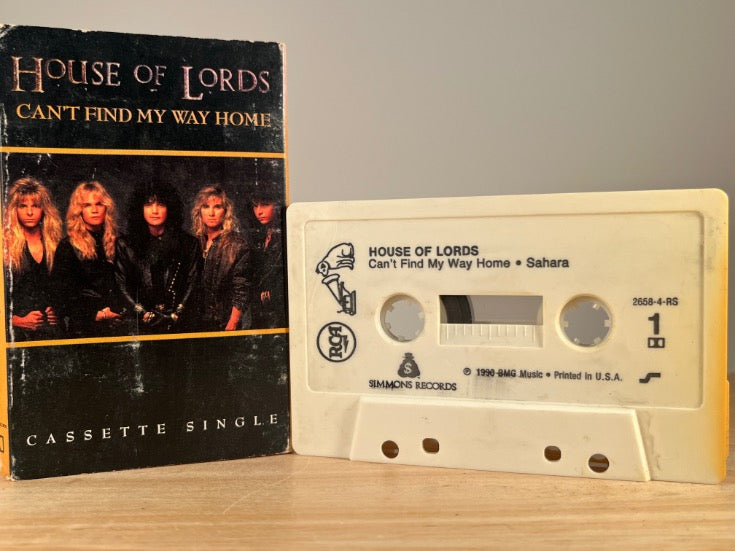 HOUSE OF LORDS
CAN'T FIND MY WAY HOME
CASSETTE SINGLE
HOUSE OF LORDS
Can't Find My Way Home • Sahara
2658-4-RS
1
RCA
$
SIMMONS RECORDS
℗ 1990 BMG Music • Printed in U.S.A.